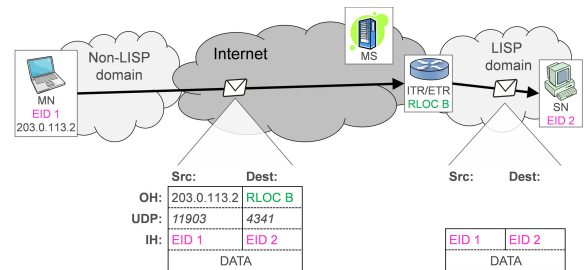 Non-LISP
domain
Internet
MS
LISP
domain
MN
EID 1
203.0.113.2
ITR/ETR
RLOC B
SN
EID 2
Src: Dest:
OH: 203.0.113.2 RLOC B
UDP: 11903 4341
IH: EID 1 EID 2
DATA
Src: Dest:
EID 1 EID 2
DATA